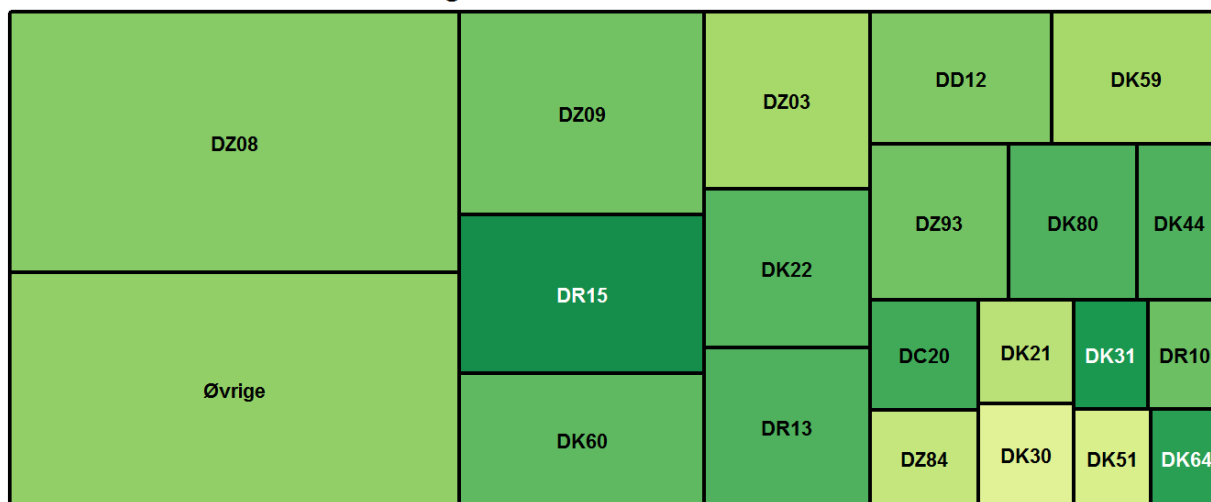 DZ08
Øvrige
DZ09
DR15
DK60
DZ03
DK22
DR13
DD12
DK59
DZ93
DK80
DK44
DC20
DK21
DK31
DR10
DZ84
DK30
DK51
DK64